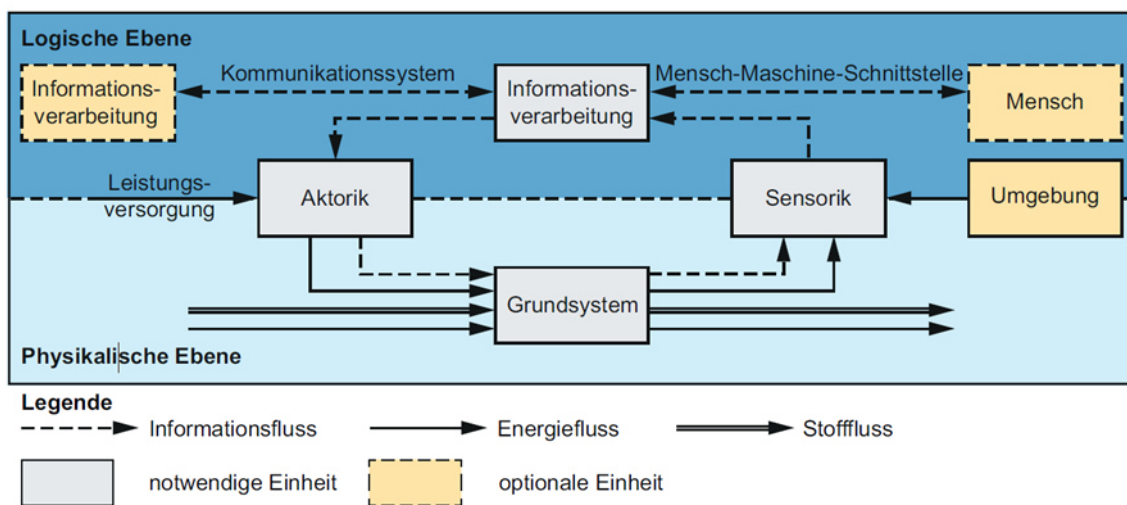 Logische Ebene
Informations-
verarbeitung
Kommunikationssystem
Informations-
verarbeitung
Mensch-Maschine-Schnittstelle
Mensch
Leistungs-
versorgung
Aktorik
Sensorik
Umgebung
Grundsystem
Physikalische Ebene
Legende
Informationsfluss
Energiefluss
Stofffluss
notwendige Einheit
optionale Einheit